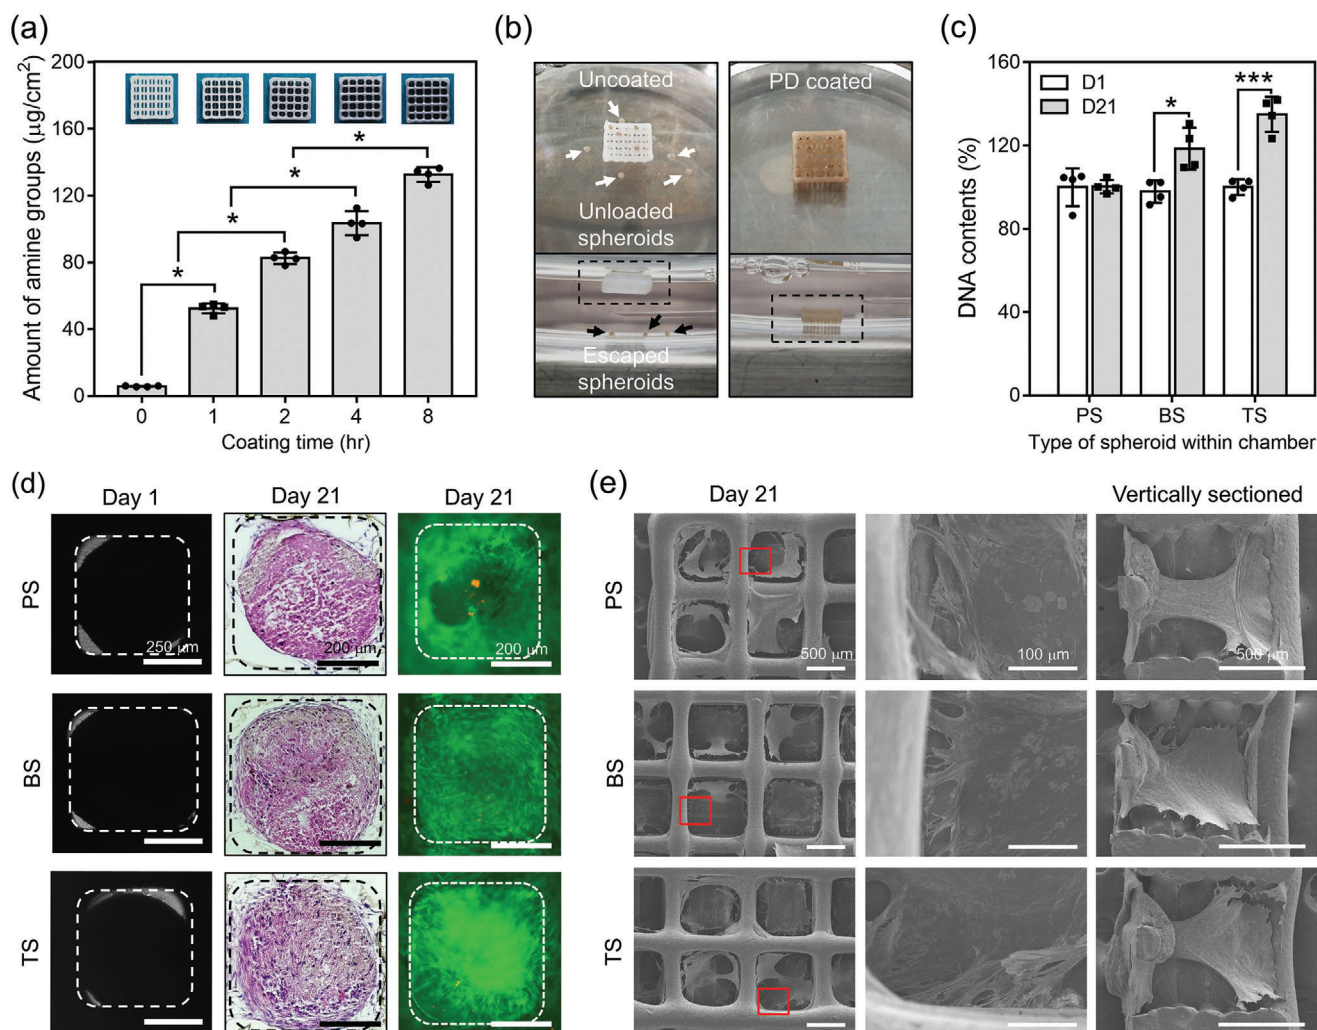 (a)
Amount of amine groups (μg/cm²)
200
160
120
80
40
0
* * * *
0 1 2 4 8
Coating time (hr)
(b)
Uncoated
Unloaded
spheroids
Escaped
spheroids
PD coated
(c)
DNA contents (%)
200
160
120
80
40
0
D1
D21
* ***
PS BS TS
Type of spheroid within chamber
(d)
Day 1 Day 21 Day 21
PS
250 μm 200 μm 200 μm
BS
TS
(e)
Day 21 Vertically sectioned
PS
500 μm 100 μm 500 μm
BS
TS